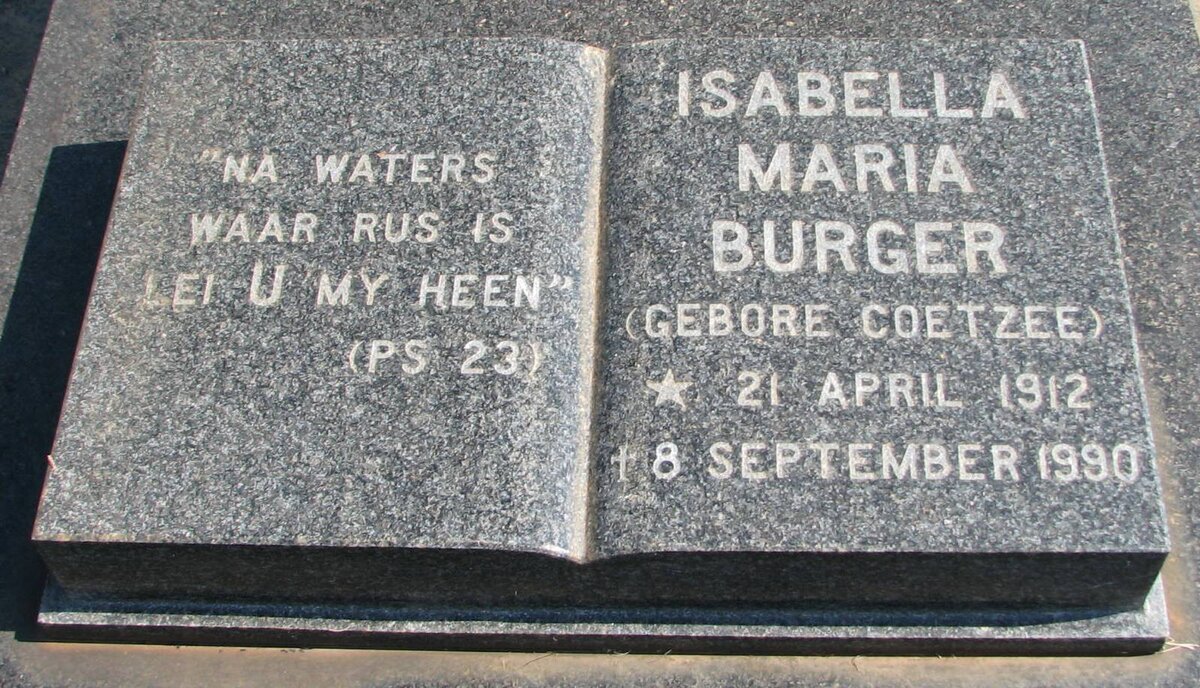 "NA WATERS
WAAR RUS IS
LEI U MY HEEN"
(PS 23)
ISABELLA
MARIA
BURGER
(GEBORE COETZEE)
★ 21 APRIL 1912
† 8 SEPTEMBER 1990